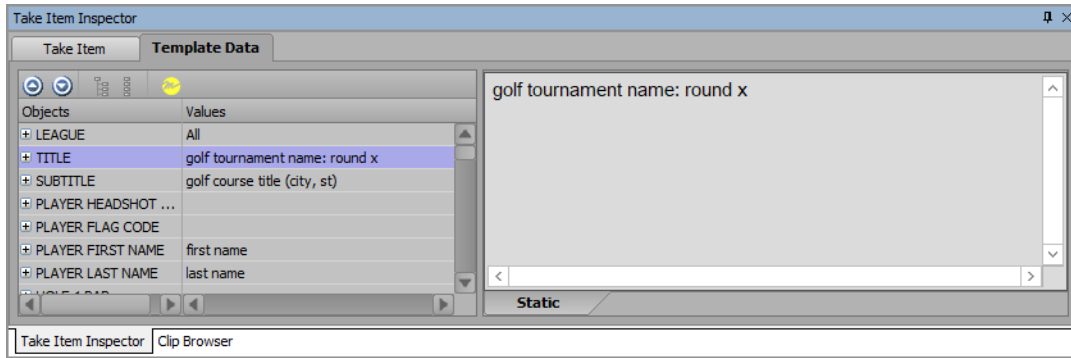 Take Item Inspector
Take Item Template Data
Objects Values
LEAGUE All
TITLE golf tournament name: round x
SUBTITLE golf course title (city, st)
PLAYER HEADSHOT ...
PLAYER FLAG CODE
PLAYER FIRST NAME first name
PLAYER LAST NAME last name
golf tournament name: round x
Static
Take Item Inspector Clip Browser